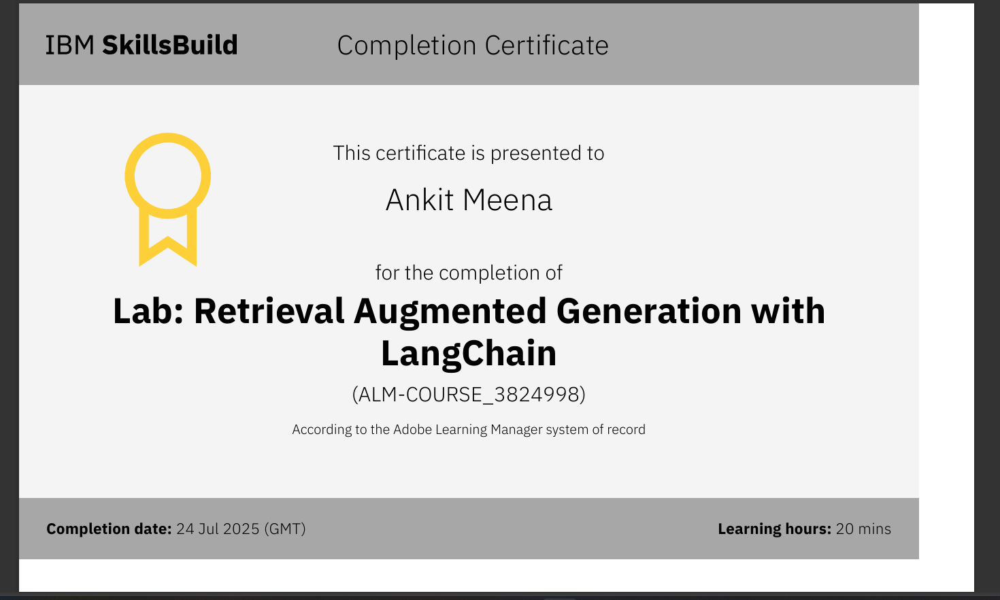 IBM SkillsBuild
Completion Certificate
This certificate is presented to
Ankit Meena
for the completion of
Lab: Retrieval Augmented Generation with
LangChain
(ALM-COURSE_3824998)
According to the Adobe Learning Manager system of record
Completion date: 24 Jul 2025 (GMT)
Learning hours: 20 mins